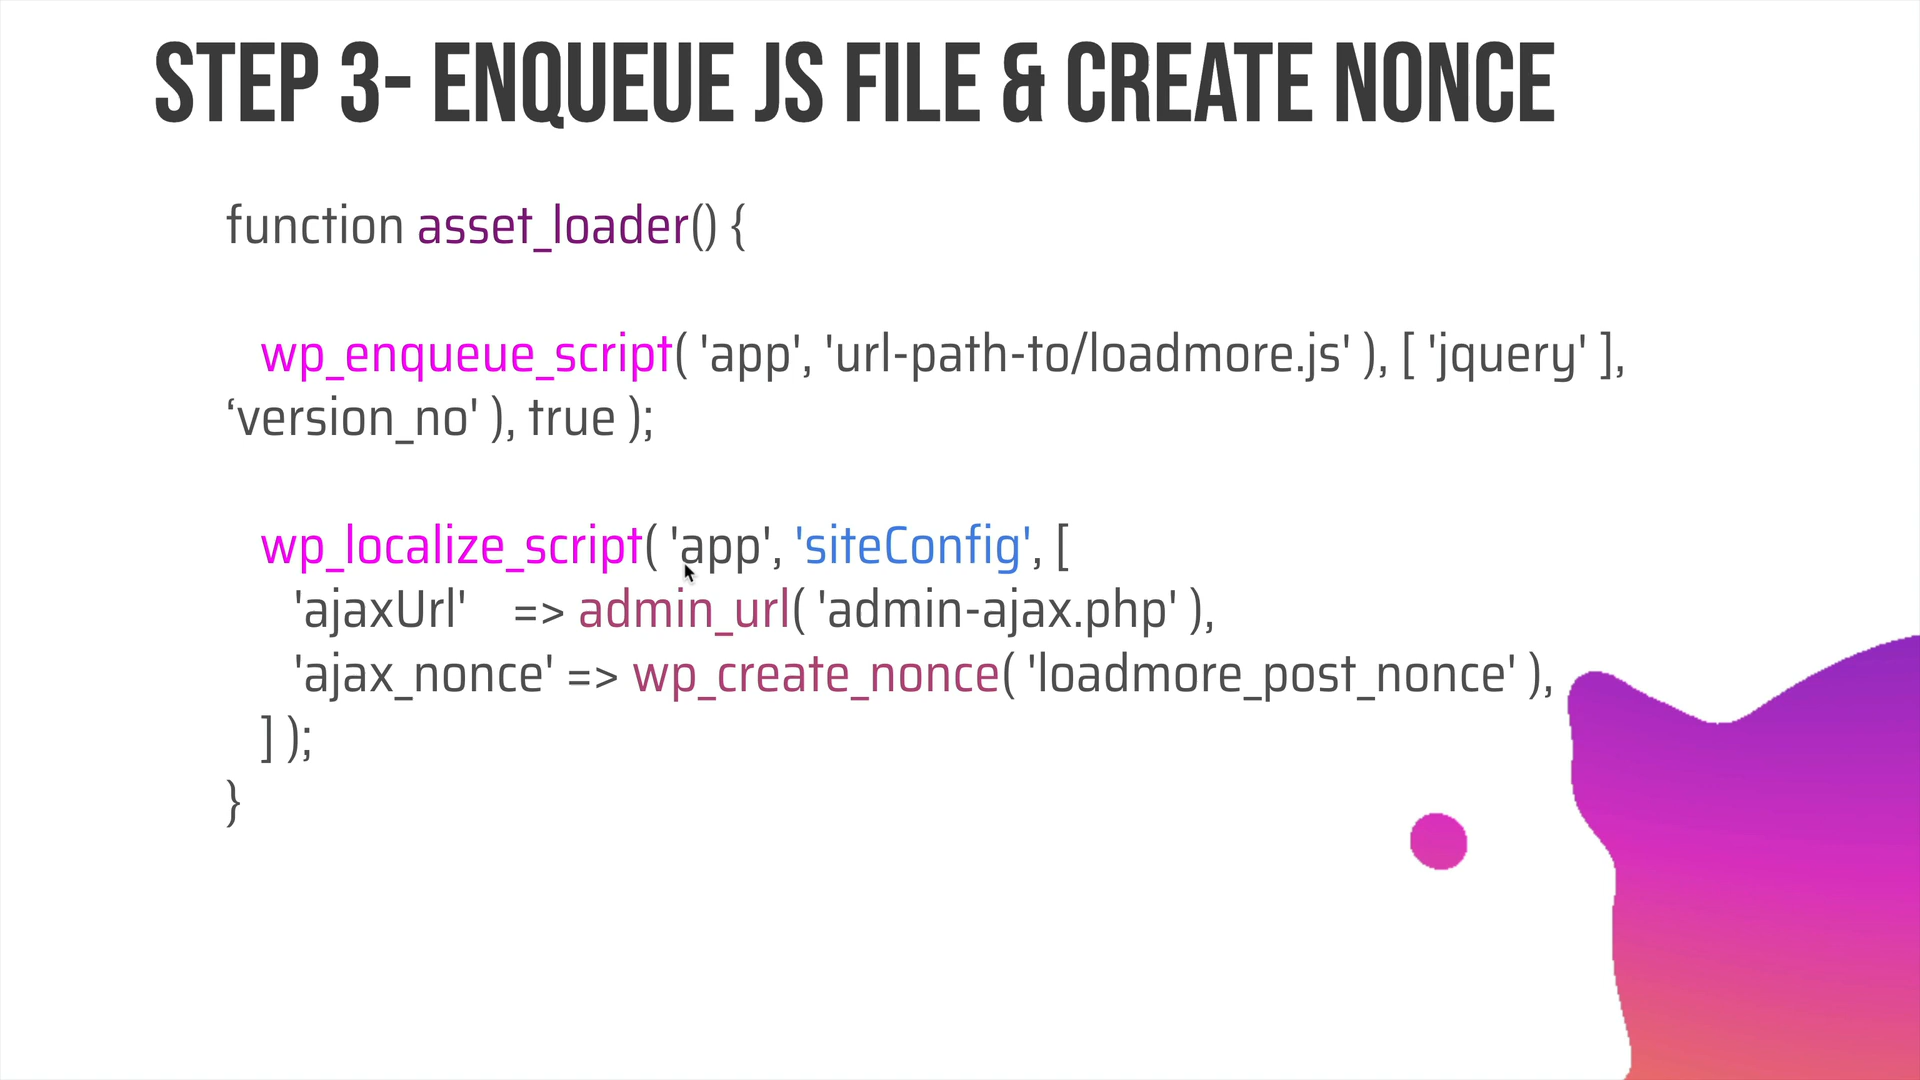 STEP 3- ENQUEUE JS FILE & CREATE NONCE
function asset_loader() {
wp_enqueue_script( 'app', 'url-path-to/loadmore.js' ), [ 'jquery' ],
‘version_no' ), true );
wp_localize_script( 'app', 'siteConfig', [
'ajaxUrl' => admin_url( 'admin-ajax.php' ),
'ajax_nonce' => wp_create_nonce( 'loadmore_post_nonce' ),
] );
}